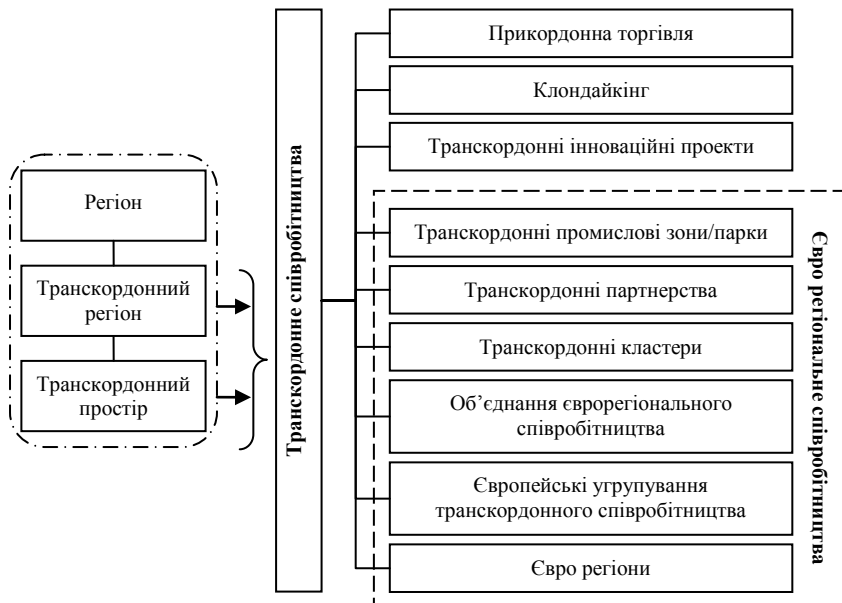 Регіон
Транскордонний
регіон
Транскордонний
простір
Транскордонне співробітництва
Прикордонна торгівля
Клондайкінг
Транскордонні інноваційні проекти
Транскордонні промислові зони/парки
Транскордонні партнерства
Транскордонні кластери
Об’єднання єврорегіонального
співробітництва
Європейські угрупування
транскордонного співробітництва
Євро регіони
Євро регіональне співробітництва